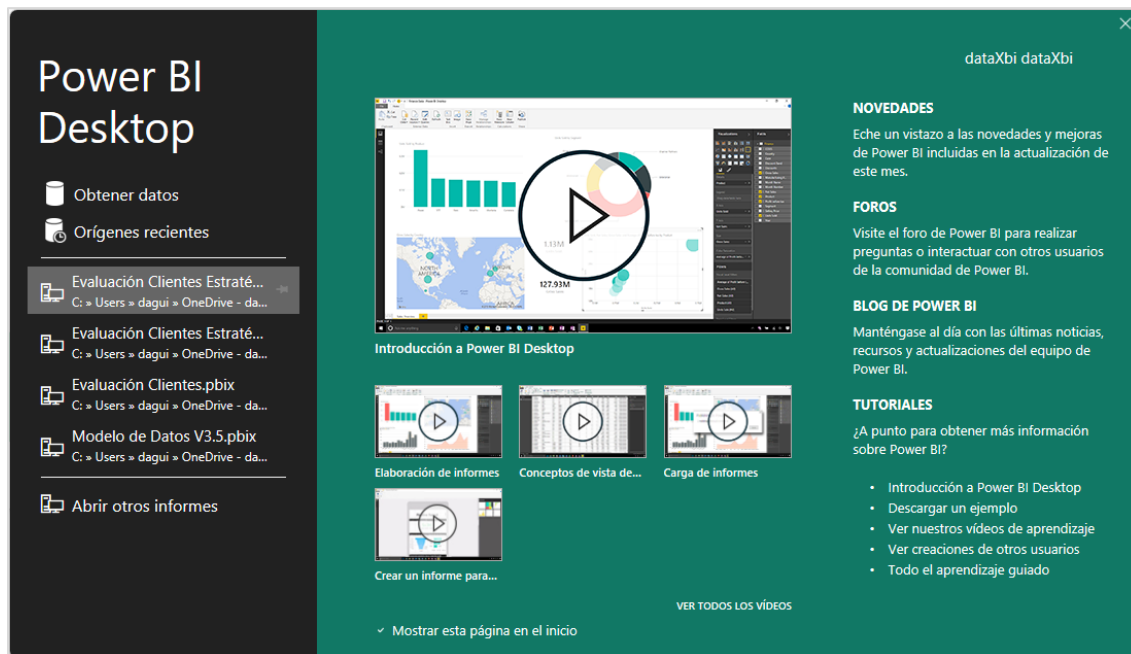 Power BI
Desktop
Obtener datos
Orígenes recientes
Evaluación Clientes Estraté...
C: » Users » dagui » OneDrive - da...
Evaluación Clientes Estraté...
C: » Users » dagui » OneDrive - da...
Evaluación Clientes.pbix
C: » Users » dagui » OneDrive - da...
Modelo de Datos V3.5.pbix
C: » Users » dagui » OneDrive - da...
Abrir otros informes
1.13M
127.93M
Introducción a Power BI Desktop
Elaboración de informes
Conceptos de vista de...
Carga de informes
Crear un informe para...
VER TODOS LOS VÍDEOS
Mostrar esta página en el inicio
dataXbi dataXbi
NOVEDADES
Eche un vistazo a las novedades y mejoras
de Power BI incluidas en la actualización de
este mes.
FOROS
Visite el foro de Power BI para realizar
preguntas o interactuar con otros usuarios
de la comunidad de Power BI.
BLOG DE POWER BI
Manténgase al día con las últimas noticias,
recursos y actualizaciones del equipo de
Power BI.
TUTORIALES
¿A punto para obtener más información
sobre Power BI?
• Introducción a Power BI Desktop
• Descargar un ejemplo
• Ver nuestros vídeos de aprendizaje
• Ver creaciones de otros usuarios
• Todo el aprendizaje guiado